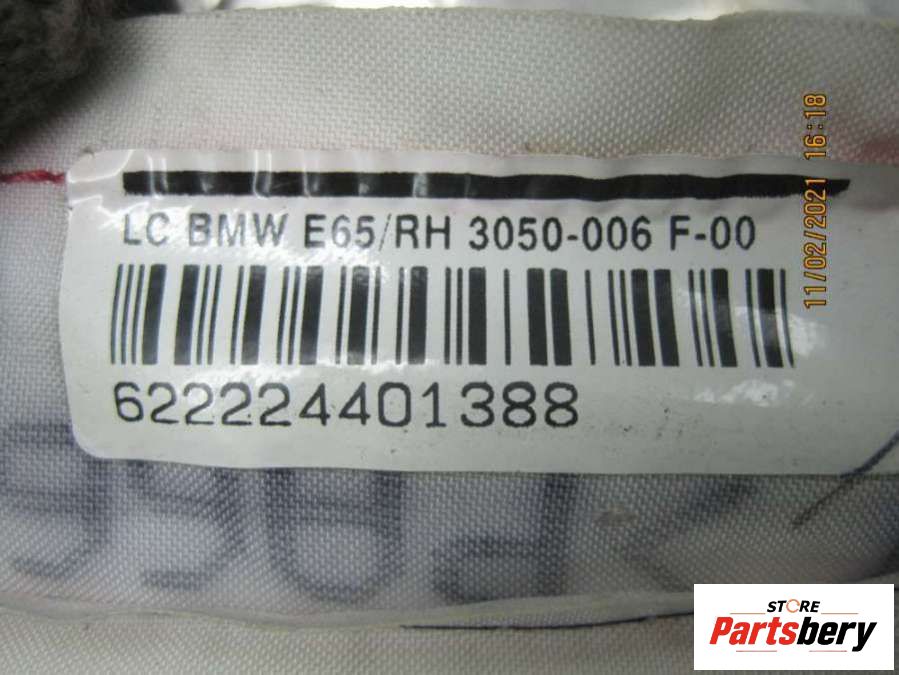 LC BMW E65/RH 3050-006 F-00
622224401388
11/02/2021 16:18
STORE
Partsbery